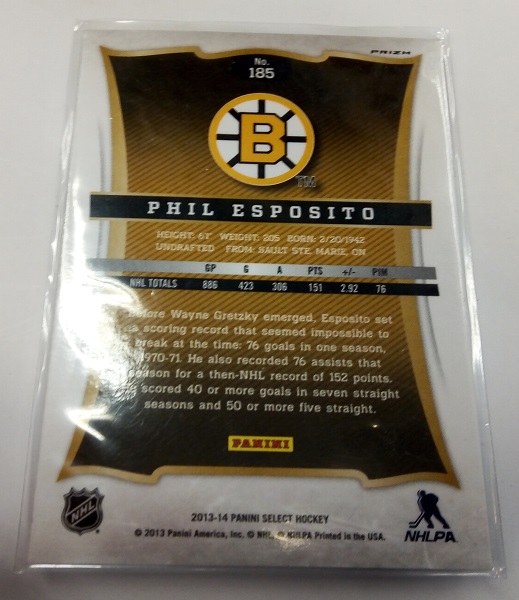 PRIZM
No.
185
B
TM
PHIL ESPOSITO
HEIGHT: 6'1" WEIGHT: 205 BORN: 2/20/1942
UNDRAFTED FROM: SAULT STE. MARIE, ON
GP G A PTS +/- PIM
NHL TOTALS 886 423 306 151 2.92 76
Before Wayne Gretzky emerged, Esposito set
a scoring record that seemed impossible to
break at the time: 76 goals in one season,
1970-71. He also recorded 76 assists that
season for a then-NHL record of 152 points.
scored 40 or more goals in seven straight
seasons and 50 or more five straight.
PANINI
NHL
NHLPA
2013-14 PANINI SELECT HOCKEY
© 2013 Panini America, Inc. © NHL, © NHLPA Printed in the USA.